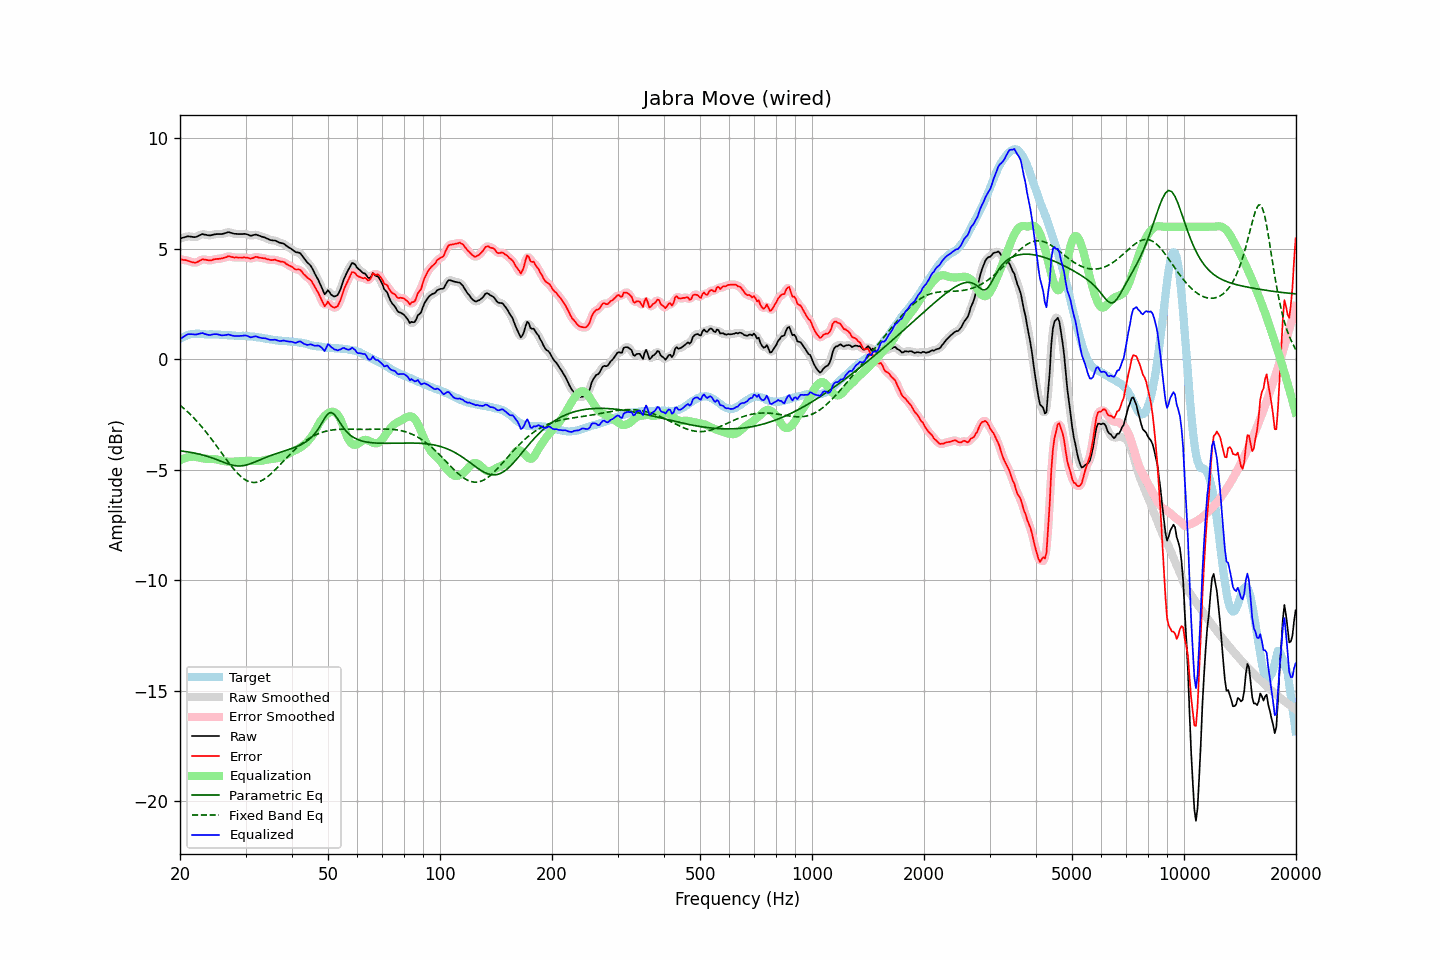 Jabra Move (wired)
10
5
0
−5
−10
−15
−20
Amplitude (dBr)
Target
Raw Smoothed
Error Smoothed
Raw
Error
Equalization
Parametric Eq
Fixed Band Eq
Equalized
20 50 100 200 500 1000 2000 5000 10000 20000
Frequency (Hz)